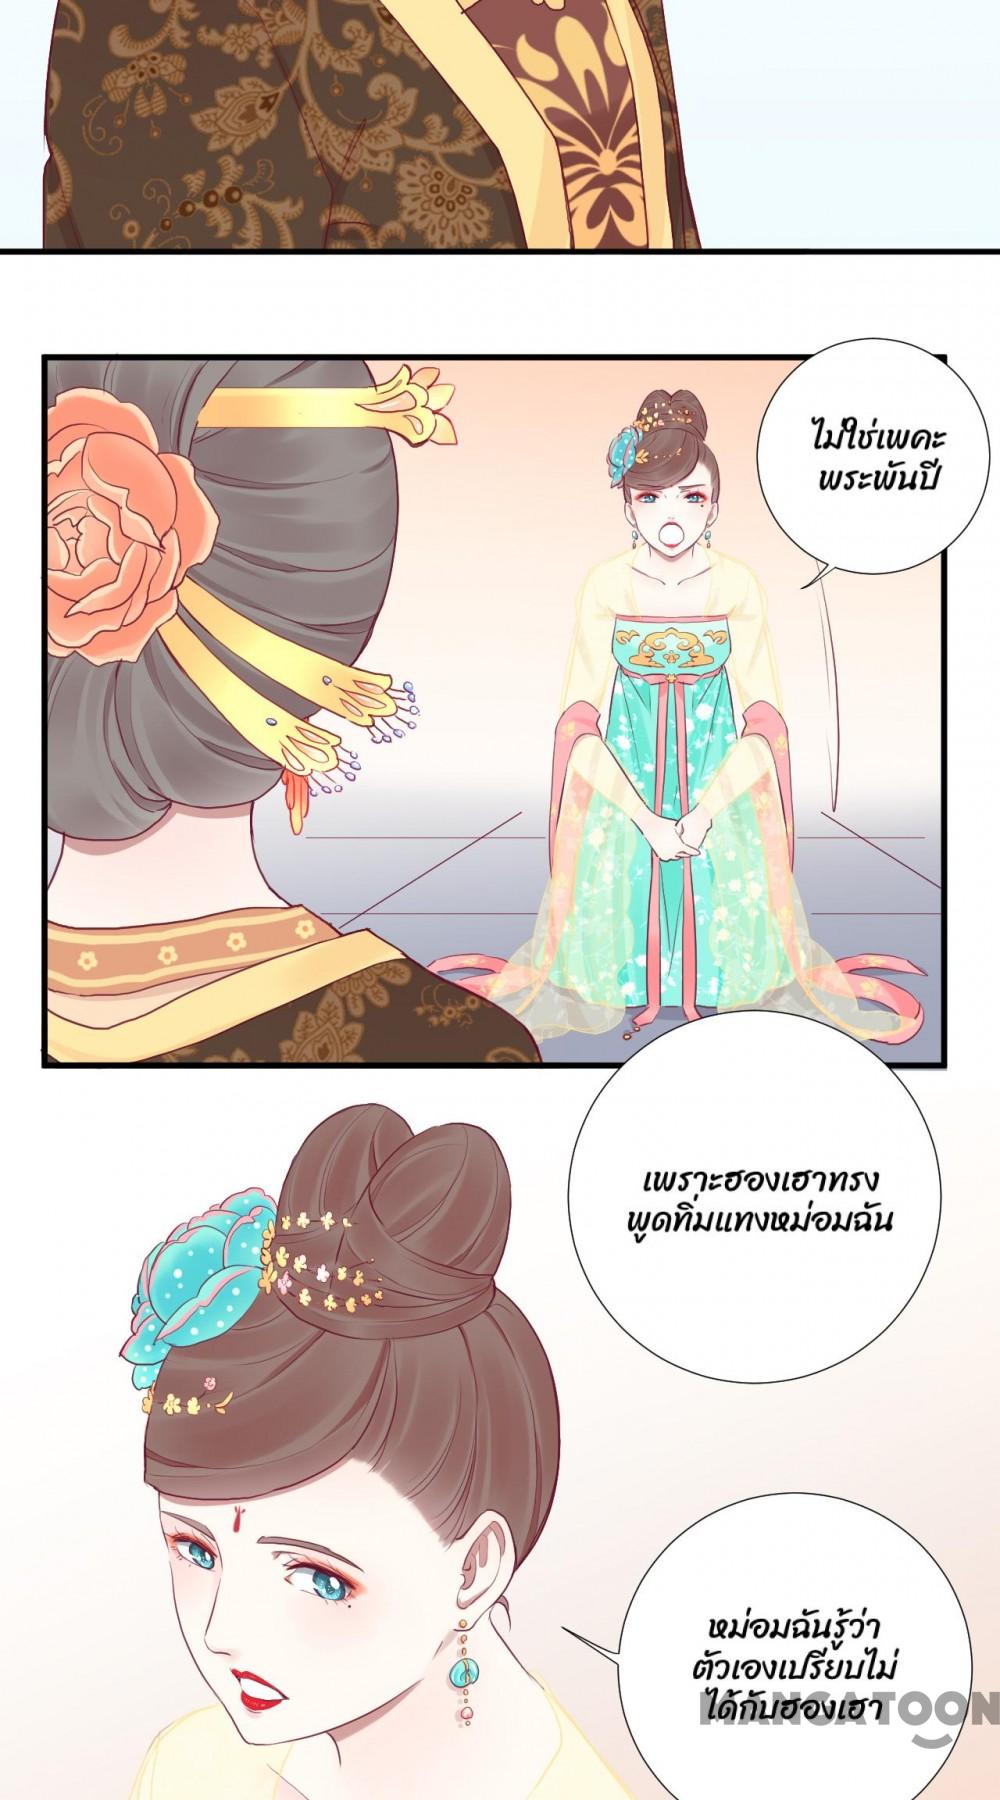 ไม่ใช่เพคะ
พระพันปี
เพราะฮองเฮาทรง
พูดทิ่มแทงหม่อมฉัน
หม่อมฉันรู้ว่า
ตัวเองเปรียบไม่
ได้กับฮองเฮา
MANGATOON